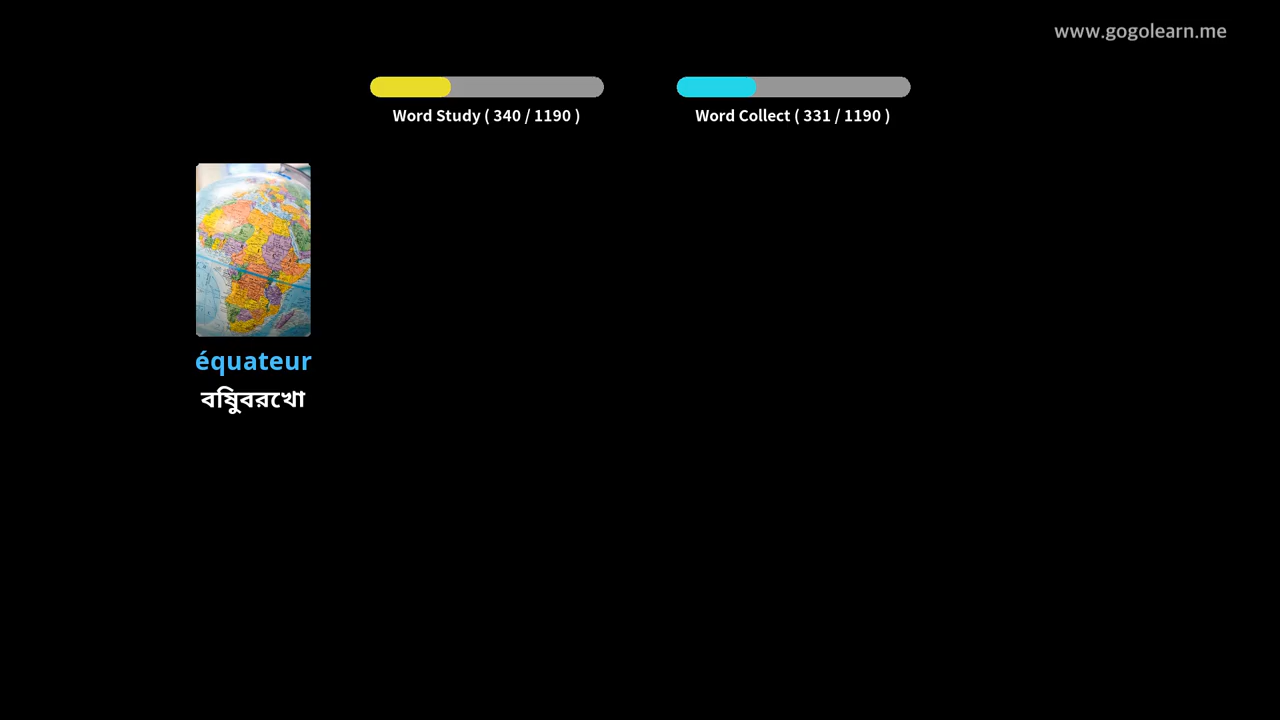 www.gogolearn.me
Word Study ( 340 / 1190 )
Word Collect ( 331 / 1190 )
équateur
বিষুবরেখা